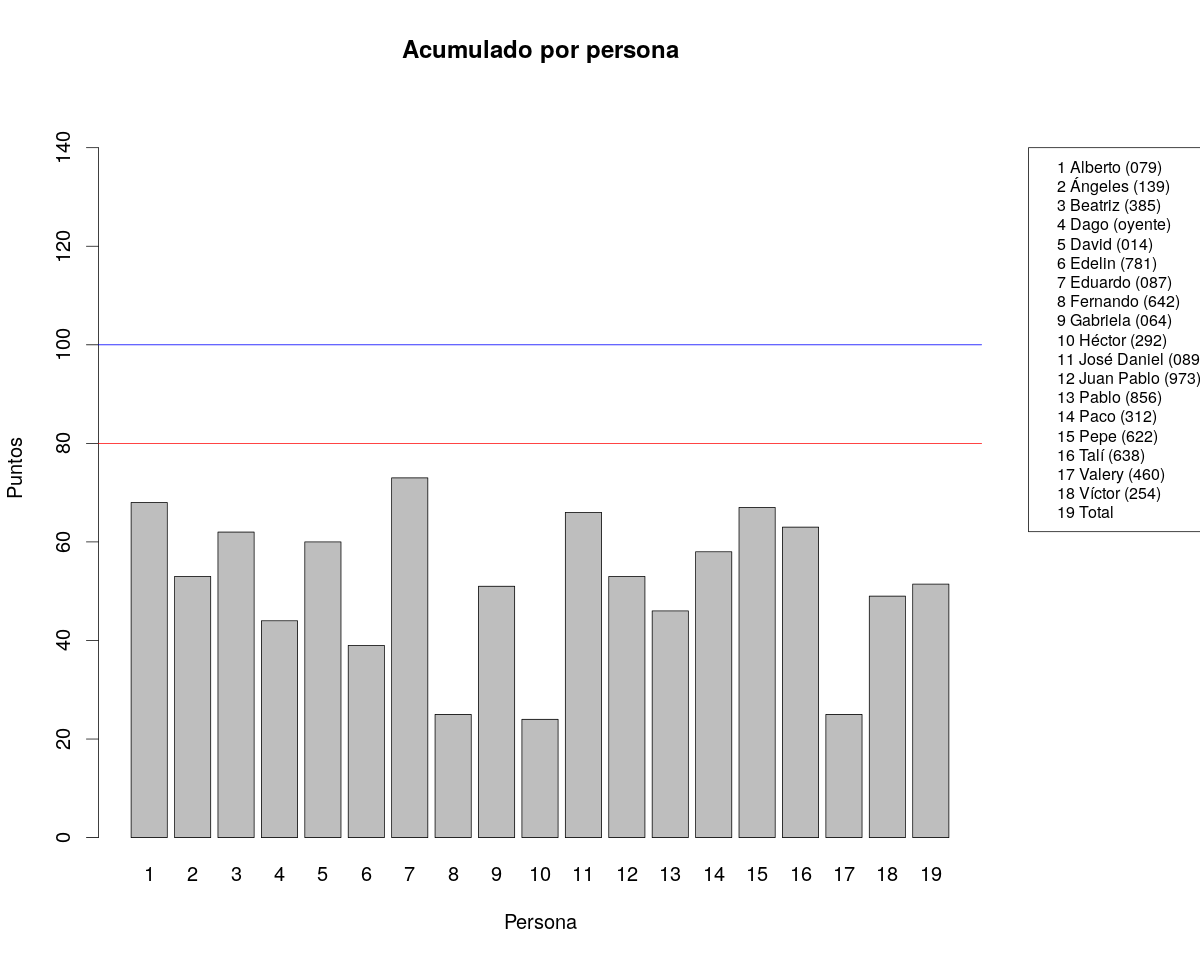 Acumulado por persona
140
120
100
80
60
40
20
0
Puntos
1 2 3 4 5 6 7 8 9 10 11 12 13 14 15 16 17 18 19
Persona
1 Alberto (079)
2 Ángeles (139)
3 Beatriz (385)
4 Dago (oyente)
5 David (014)
6 Edelin (781)
7 Eduardo (087)
8 Fernando (642)
9 Gabriela (064)
10 Héctor (292)
11 José Daniel (089
12 Juan Pablo (973)
13 Pablo (856)
14 Paco (312)
15 Pepe (622)
16 Talí (638)
17 Valery (460)
18 Víctor (254)
19 Total